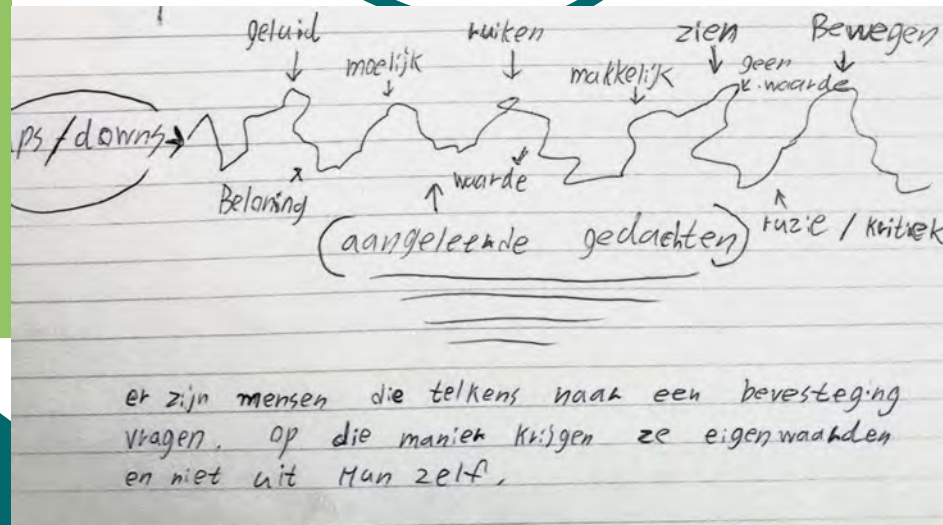 geluid ruiken zien Bewegen
moelijk makkelijk geen
k. waarde
ps/downs
Beloning waarde
(aangeleerde gedachten) ruzie / kritiek
er zijn mensen die telkens naar een bevesteging
vragen. op die manier krijgen ze eigenwaarden
en niet uit Hun zelf.